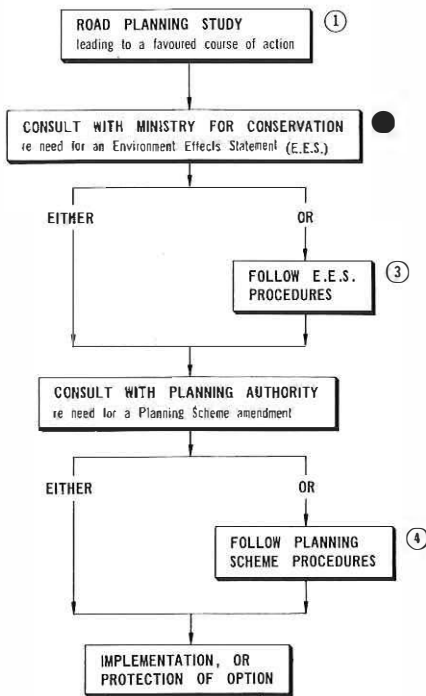 ROAD PLANNING STUDY
leading to a favoured course of action
1
CONSULT WITH MINISTRY FOR CONSERVATION
re need for an Environment Effects Statement (E.E.S.)
EITHER
OR
FOLLOW E.E.S.
PROCEDURES
3
CONSULT WITH PLANNING AUTHORITY
re need for a Planning Scheme amendment
EITHER
OR
FOLLOW PLANNING
SCHEME PROCEDURES
4
IMPLEMENTATION, OR
PROTECTION OF OPTION